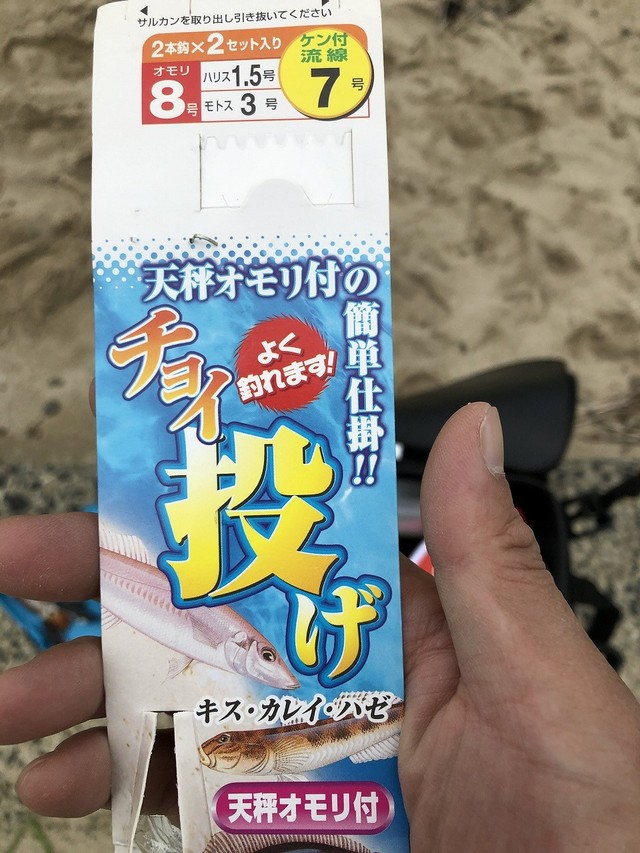 サルカンを取り出し引き抜いてください
2本鈎×2セット入り
オモリ
8号
ハリス1.5号
モトス3号
ケン付
流線
7号
天秤オモリ付の
簡単仕掛!!
よく
釣れます!
チョイ
投げ
キス・カレイ・ハゼ
天秤オモリ付